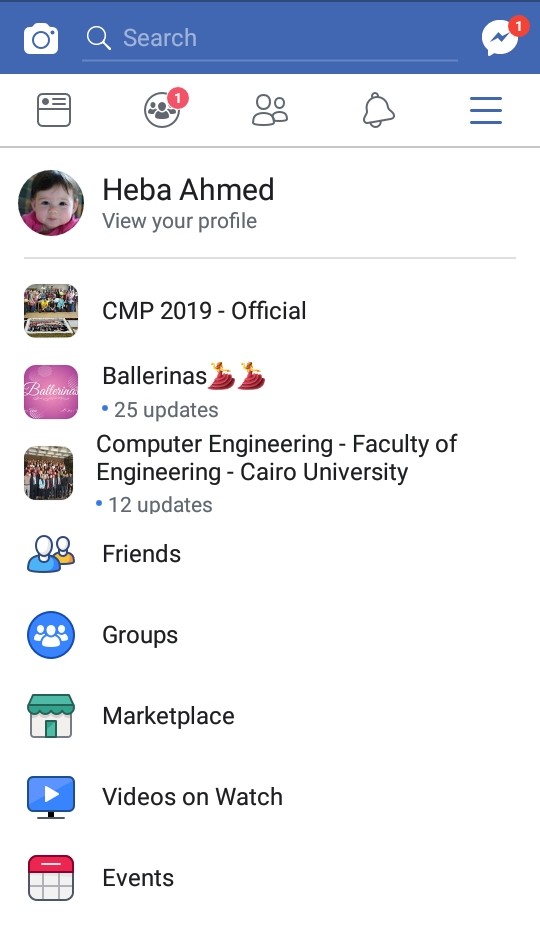 Search
1
1
Heba Ahmed
View your profile
CMP 2019 - Official
Ballerinas
Ballerinas💃💃
• 25 updates
Computer Engineering - Faculty of
Engineering - Cairo University
• 12 updates
Friends
Groups
Marketplace
Videos on Watch
Events